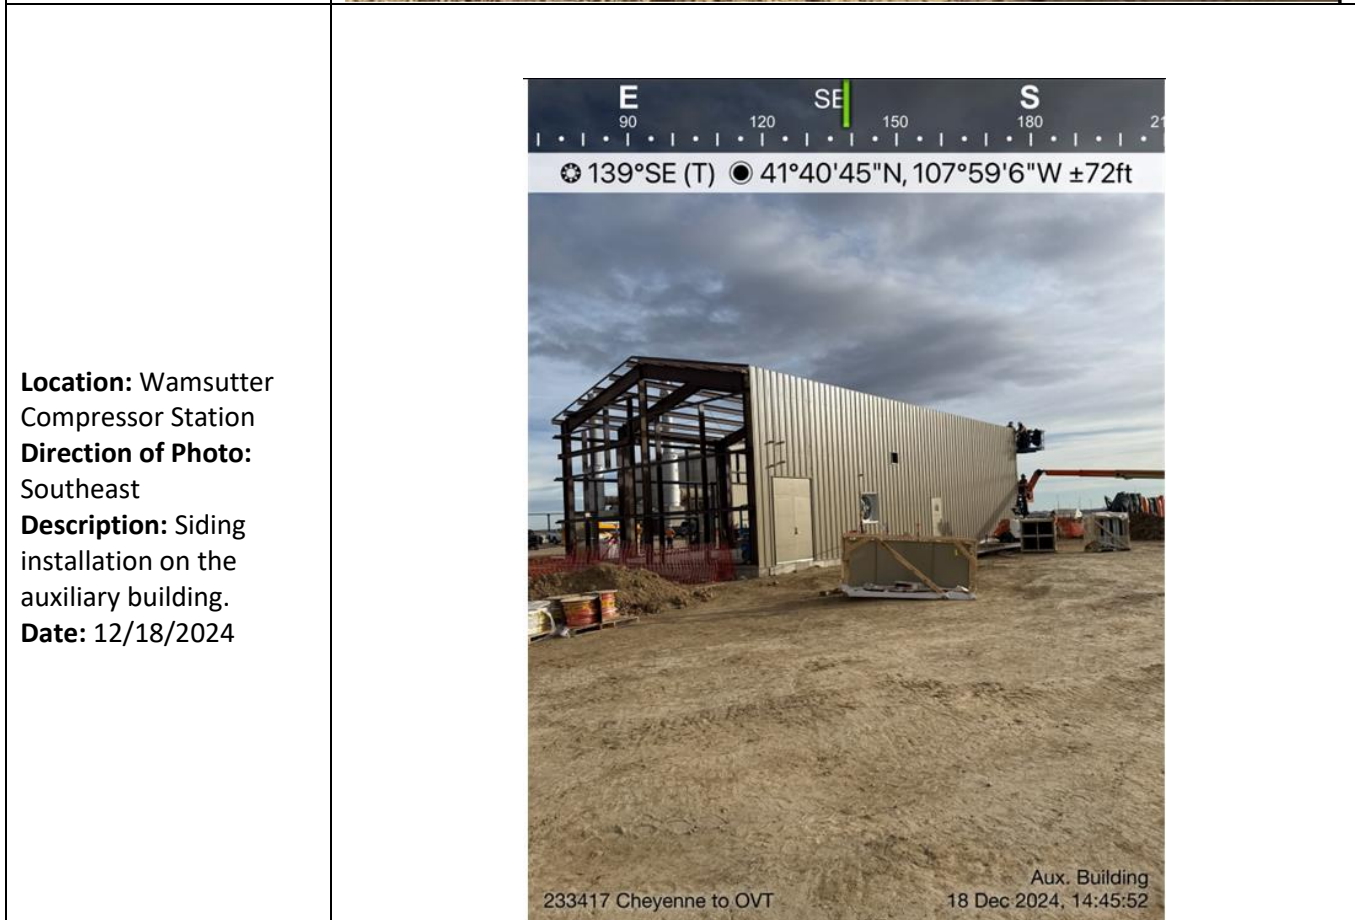 Location: Wamsutter
Compressor Station
Direction of Photo:
Southeast
Description: Siding
installation on the
auxiliary building.
Date: 12/18/2024
E SE S
90 120 150 180 21
139°SE (T) 41°40'45"N, 107°59'6"W ±72ft
Aux. Building
233417 Cheyenne to OVT 18 Dec 2024, 14:45:52